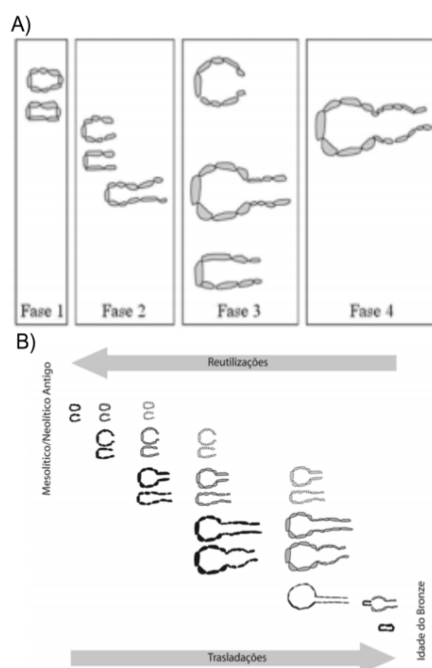 A)
Fase 1
Fase 2
Fase 3
Fase 4
B)
Reutilizações
Mesolítico/Neolítico Antigo
Idade do Bronze
Trasladações